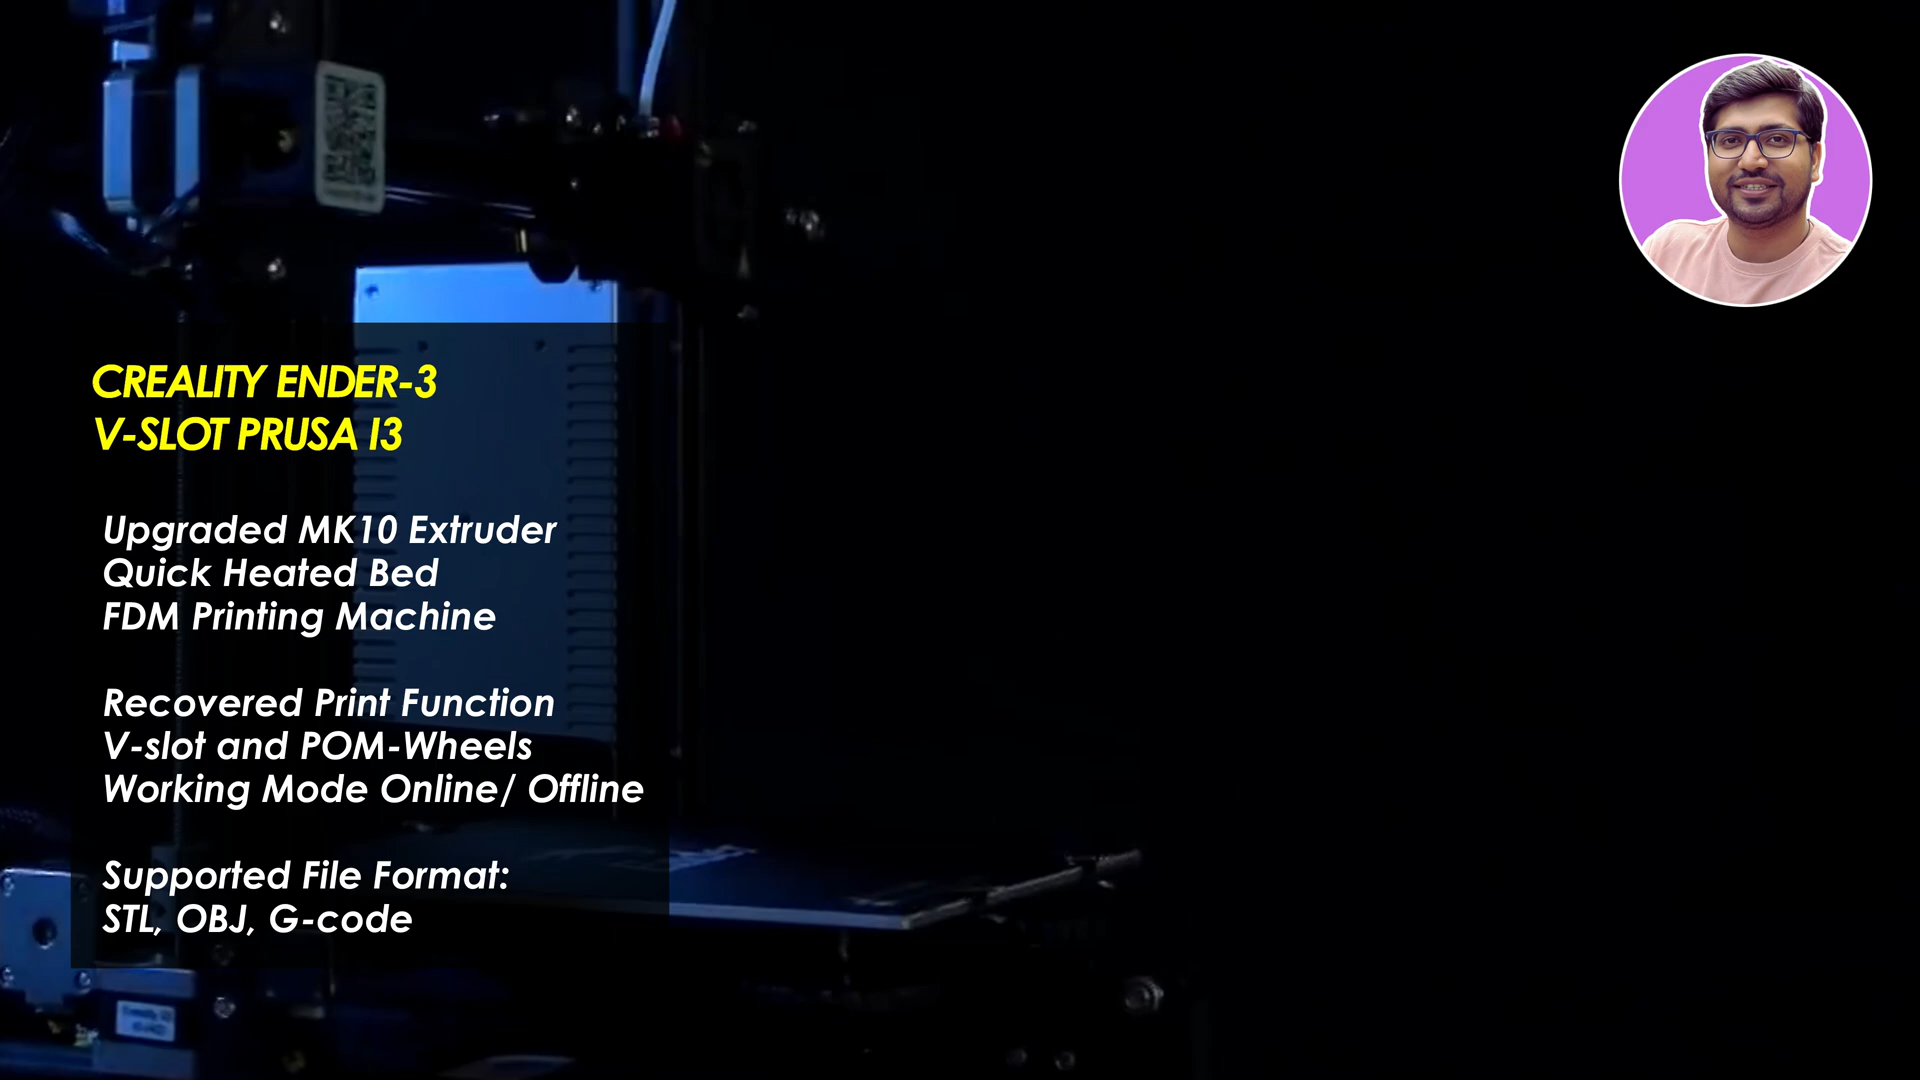 CREALITY ENDER-3
V-SLOT PRUSA I3
Upgraded MK10 Extruder
Quick Heated Bed
FDM Printing Machine
Recovered Print Function
V-slot and POM-Wheels
Working Mode Online/ Offline
Supported File Format:
STL, OBJ, G-code